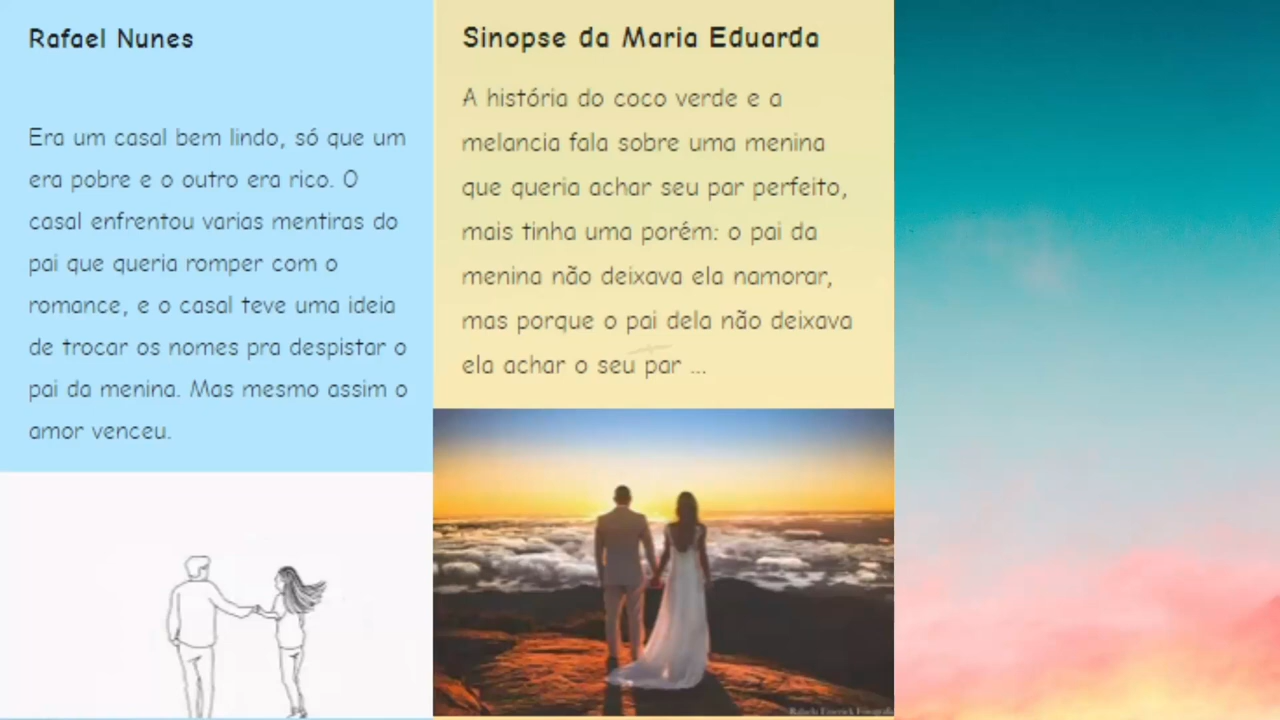 Rafael Nunes
Era um casal bem lindo, só que um
era pobre e o outro era rico. O
casal enfrentou varias mentiras do
pai que queria romper com o
romance, e o casal teve uma ideia
de trocar os nomes pra despistar o
pai da menina. Mas mesmo assim o
amor venceu.
Sinopse da Maria Eduarda
A história do coco verde e a
melancia fala sobre uma menina
que queria achar seu par perfeito,
mais tinha uma porém: o pai da
menina não deixava ela namorar,
mas porque o pai dela não deixava
ela achar o seu par ...